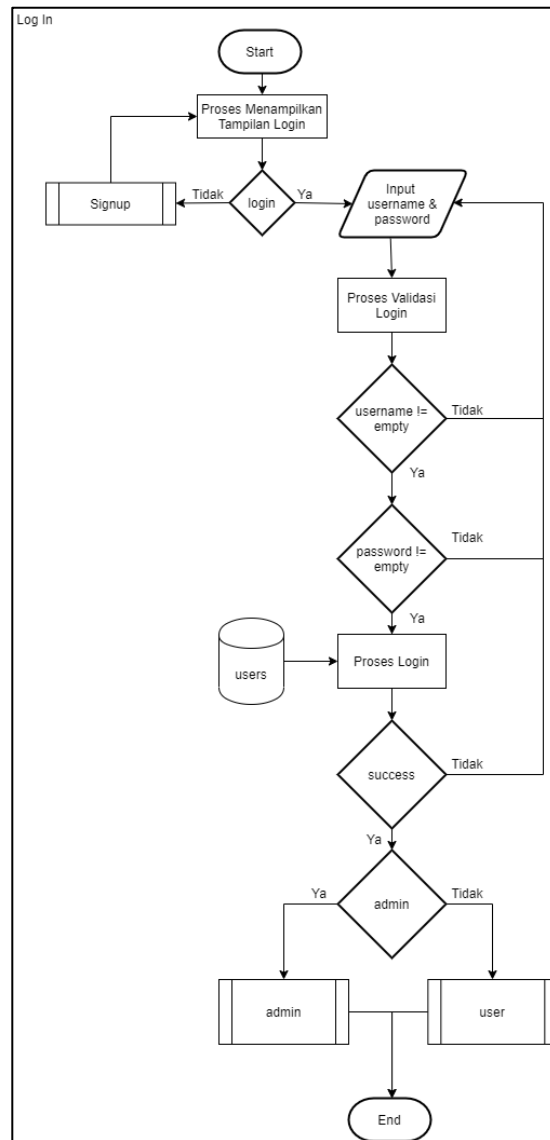 Log In
Start
Proses Menampilkan
Tampilan Login
Signup
Tidak
login
Ya
Input
username &
password
Proses Validasi
Login
username !=
empty
Tidak
Ya
password !=
empty
Tidak
Ya
users
Proses Login
success
Tidak
Ya
Ya
admin
Tidak
admin
user
End